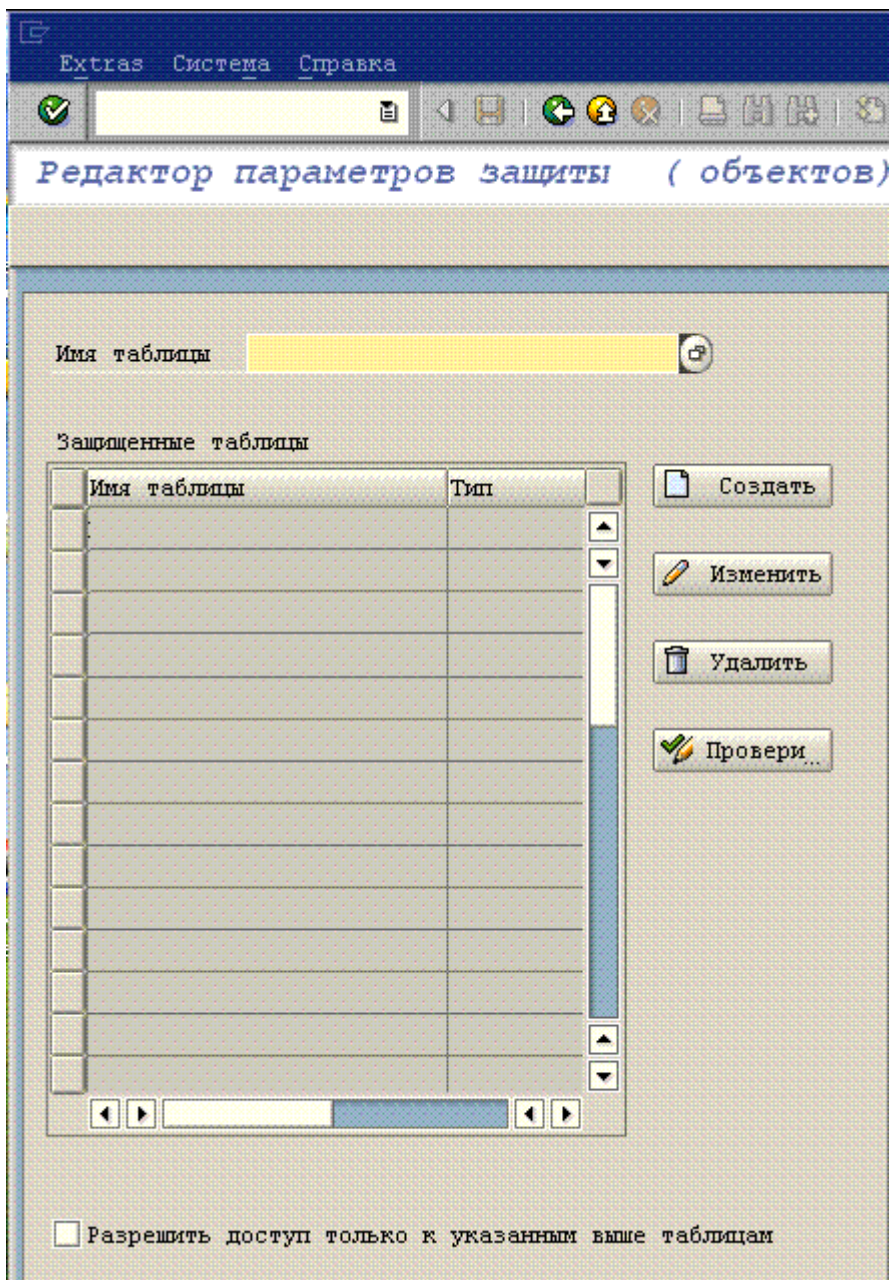 Extras Система Справка
Редактор параметров защиты ( объектов)
Имя таблицы
Защищенные таблицы
Имя таблицы Тип
Создать
Изменить
Удалить
Провери...
Разрешить доступ только к указанным выше таблицам